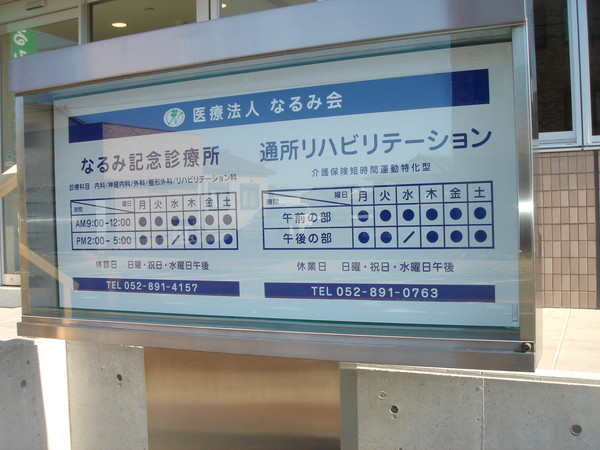 医療法人 なるみ会
なるみ記念診療所
診療科目 内科/神経内科/外科/整形外科/リハビリテーション科
時間 曜日 月 火 水 木 金 土
AM9:00-12:00 ● ● ● ● ● ●
PM2:00-5:00 ● ● / ● ● ●
休診日 日曜・祝日・水曜日午後
TEL 052-891-4157
通所リハビリテーション
介護保険短時間運動特化型
時間 曜日 月 火 水 木 金 土
午前の部 ● ● ● ● ● ●
午後の部 ● ● / ● ● ●
休業日 日曜・祝日・水曜日午後
TEL 052-891-0763